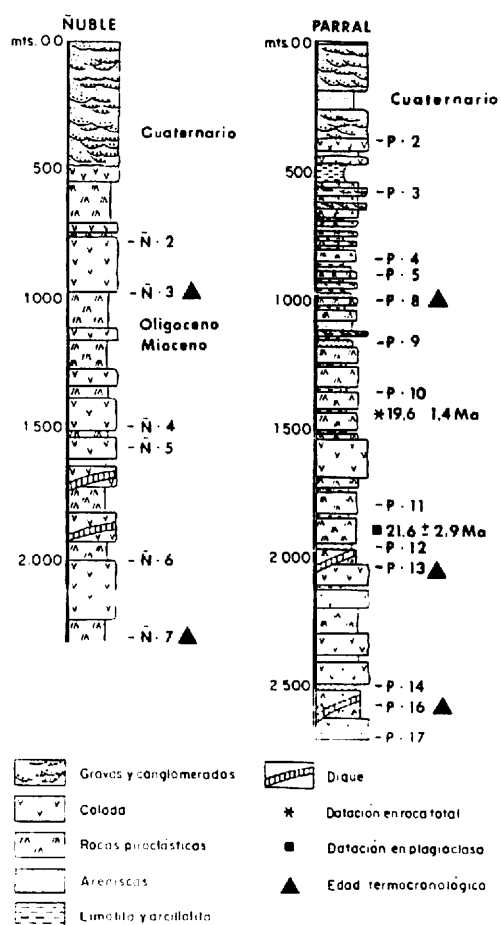 ÑUBLE
mts. 0.0
Cuaternario
500
- Ñ · 2
- Ñ · 3
1000
Oligoceno
Mioceno
1500
- Ñ · 4
- Ñ · 5
2.000
- Ñ · 6
- Ñ · 7
PARRAL
mts. 0.0
Cuaternario
- P · 2
500
- P · 3
- P · 4
- P · 5
1000
- P · 8
- P · 9
- P · 10
* 19,6 1,4 Ma
1500
- P · 11
21.6 ± 2,9 Ma
- P · 12
2 000
- P · 13
2 500
- P · 14
- P · 16
- P · 17
Gravas y conglomerados
Colada
Rocas piroclásticas
Areniscas
Limolita y arcillolita
Dique
* Datación en roca total
Datación en plagioclasa
Edad termocronológica